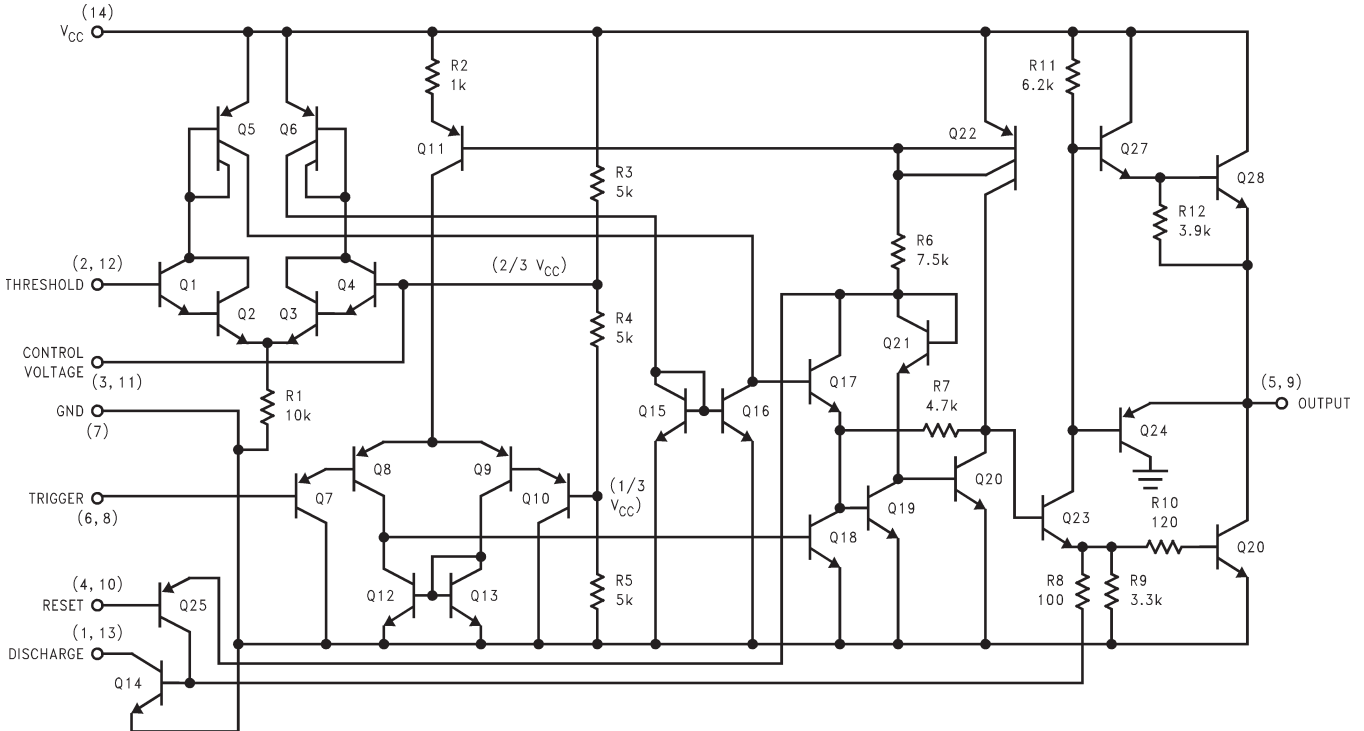 (14)
VCC
R2
1k
R11
6.2k
Q5
Q6
Q11
Q22
Q27
Q28
R3
5k
R12
3.9k
R6
7.5k
(2, 12)
THRESHOLD
Q1
Q2
Q3
Q4
(2/3 VCC)
R4
5k
Q21
CONTROL
VOLTAGE
(3, 11)
R1
10k
Q15
Q16
Q17
R7
4.7k
(5, 9)
OUTPUT
GND
(7)
Q24
Q8
Q9
Q20
TRIGGER
(6, 8)
Q7
Q10
(1/3
VCC)
Q18
Q19
Q23
R10
120
Q20
(4, 10)
RESET
Q25
Q12
Q13
R5
5k
R8
100
R9
3.3k
(1, 13)
DISCHARGE
Q14